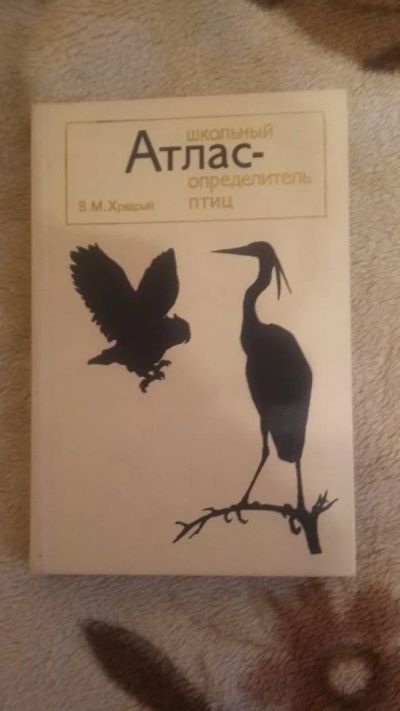 школьный
Атлас-
определитель
птиц
В.М.Храбрый